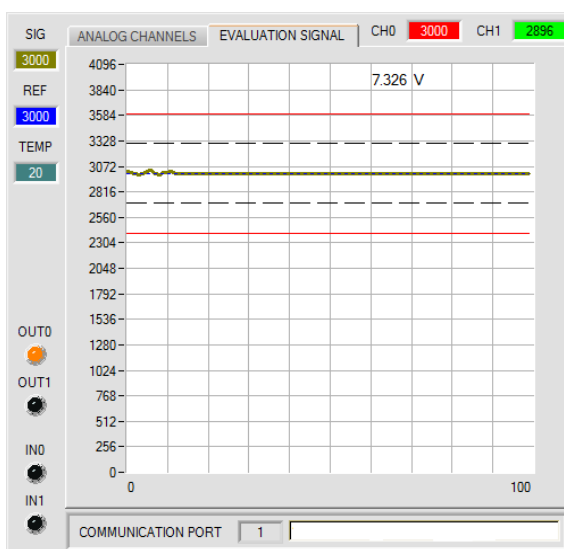 SIG ANALOG CHANNELS EVALUATION SIGNAL CH0 3000 CH1 2896
3000
REF
3000
TEMP
20
7.326 V
4096
3840
3584
3328
3072
2816
2560
2304
2048
1792
1536
1280
1024
768
512
256
0
0 100
OUT0
OUT1
IN0
IN1
COMMUNICATION PORT 1